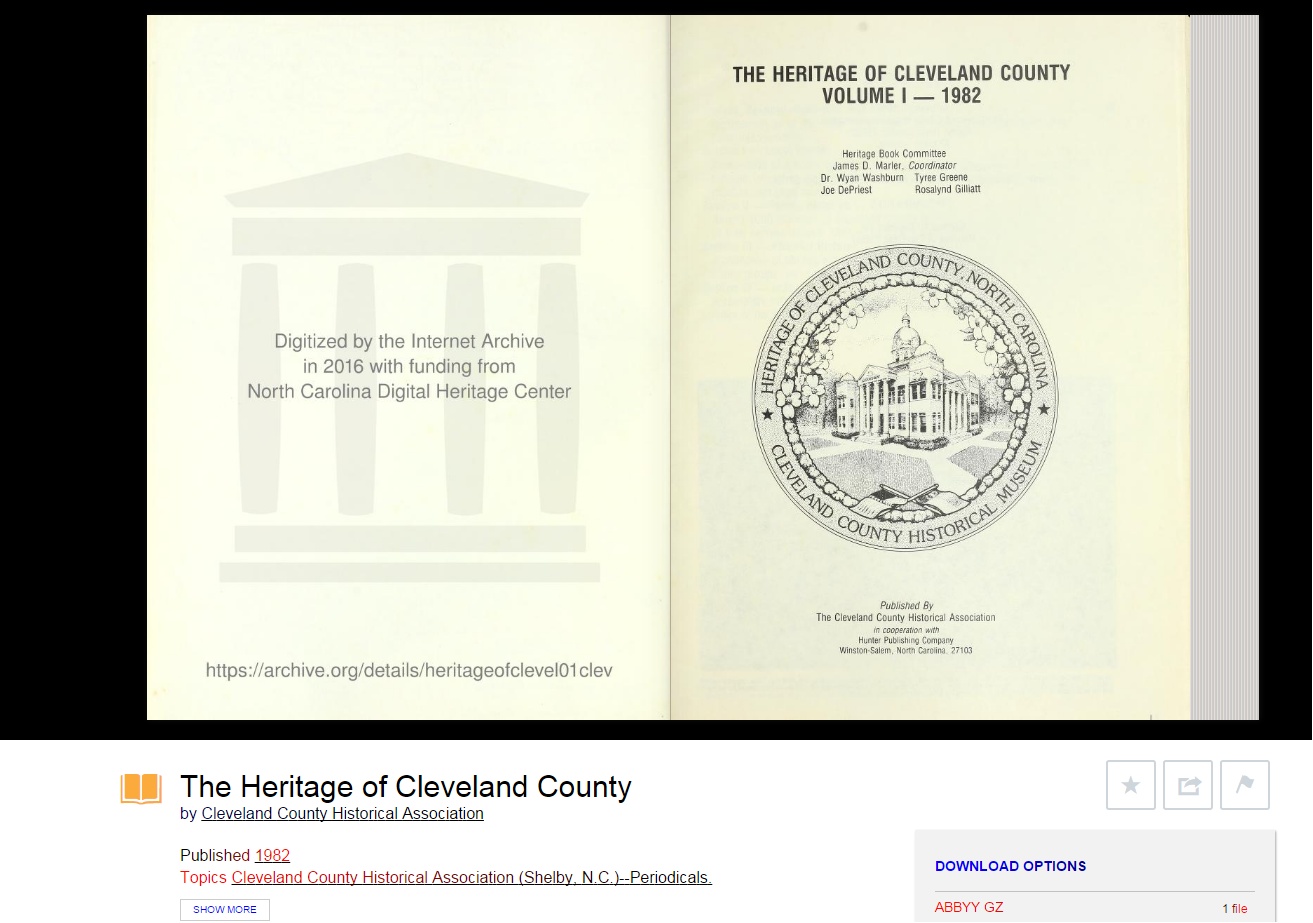 Digitized by the Internet Archive
in 2016 with funding from
North Carolina Digital Heritage Center
https://archive.org/details/heritageofclevel01clev
THE HERITAGE OF CLEVELAND COUNTY
VOLUME I — 1982
Heritage Book Committee
James D. Marler, Coordinator
Dr. Wyan Washburn Tyree Greene
Joe DePriest Rosalynd Gilliatt
HERITAGE OF CLEVELAND COUNTY, NORTH CAROLINA
CLEVELAND COUNTY HISTORICAL MUSEUM
Published By
The Cleveland County Historical Association
in cooperation with
Hunter Publishing Company
Winston-Salem, North Carolina, 27103
The Heritage of Cleveland County
by Cleveland County Historical Association
Published 1982
Topics Cleveland County Historical Association (Shelby, N.C.)--Periodicals.
SHOW MORE
DOWNLOAD OPTIONS
ABBYY GZ 1 file